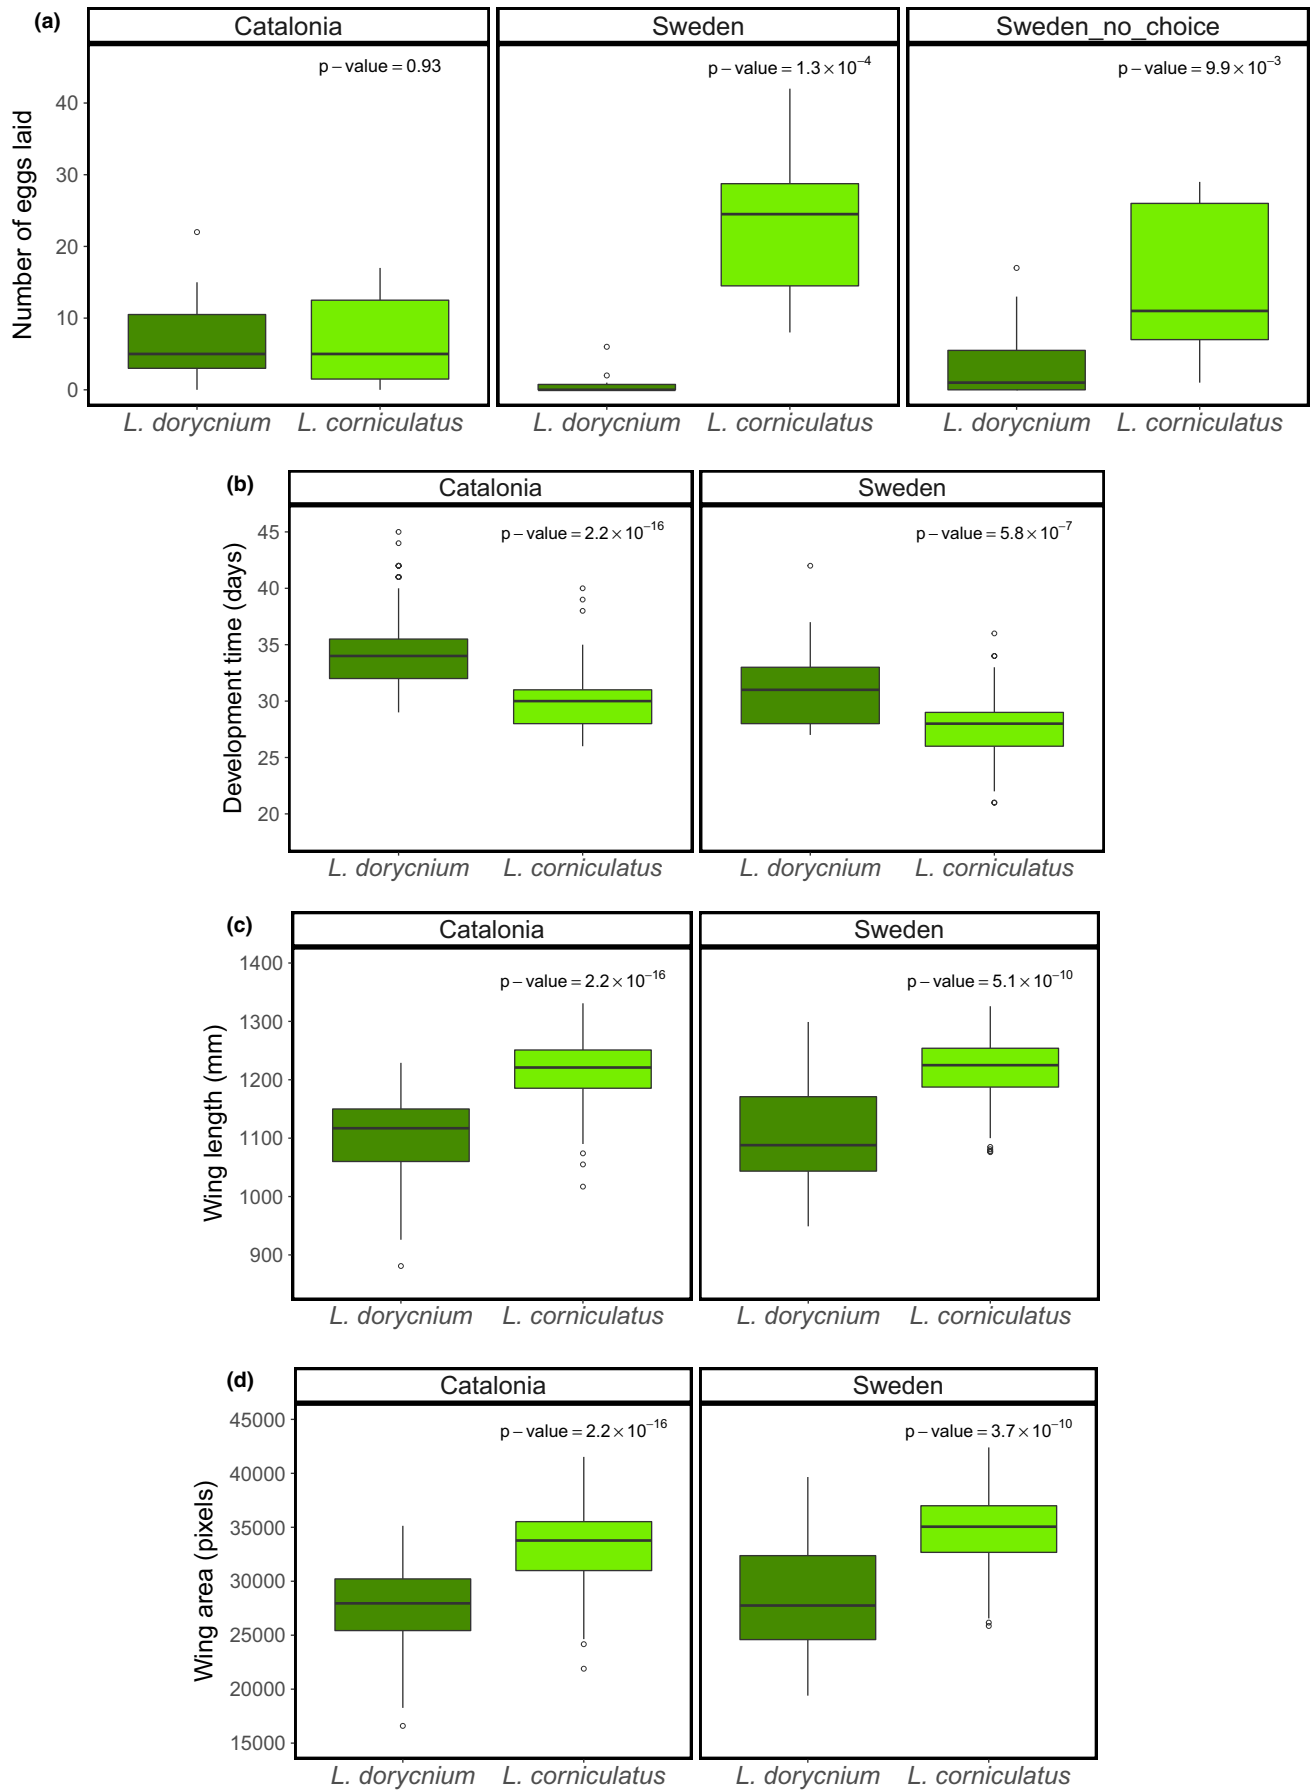 (a)
Catalonia
Sweden
Sweden_no_choice
p – value = 0.93
p – value = 1.3 × 10⁻⁴
p – value = 9.9 × 10⁻³
Number of eggs laid
40
30
20
10
0
L. dorycnium
L. corniculatus
L. dorycnium
L. corniculatus
L. dorycnium
L. corniculatus
(b)
Catalonia
Sweden
p – value = 2.2 × 10⁻¹⁶
p – value = 5.8 × 10⁻⁷
Development time (days)
45
40
35
30
25
20
L. dorycnium
L. corniculatus
L. dorycnium
L. corniculatus
(c)
Catalonia
Sweden
p – value = 2.2 × 10⁻¹⁶
p – value = 5.1 × 10⁻¹⁰
Wing length (mm)
1400
1300
1200
1100
1000
900
L. dorycnium
L. corniculatus
L. dorycnium
L. corniculatus
(d)
Catalonia
Sweden
p – value = 2.2 × 10⁻¹⁶
p – value = 3.7 × 10⁻¹⁰
Wing area (pixels)
45000
40000
35000
30000
25000
20000
15000
L. dorycnium
L. corniculatus
L. dorycnium
L. corniculatus